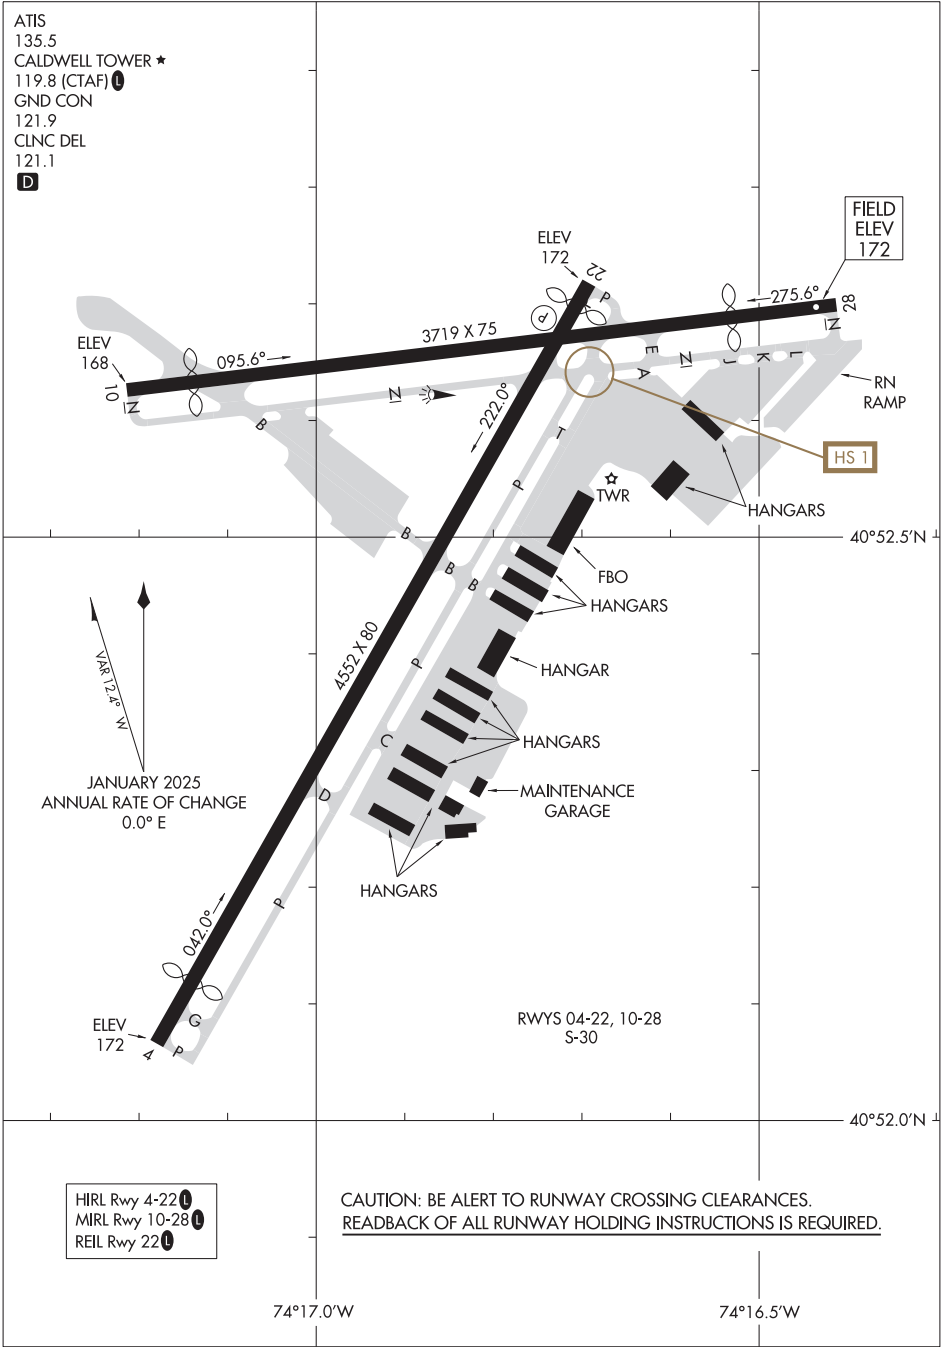 ATIS
135.5
CALDWELL TOWER ★
119.8 (CTAF) L
GND CON
121.9
CLNC DEL
121.1
D
FIELD
ELEV
172
ELEV
172
22
P
P
275.6°
28
N
3719 X 75
095.6°
ELEV
168
10
N
N
B
222.0°
E
A
N
J
K
L
RN
RAMP
HS 1
T
P
TWR
HANGARS
40°52.5'N
B
B
B
FBO
HANGARS
4552 X 80
P
HANGAR
VAR 12.4° W
C
HANGARS
JANUARY 2025
ANNUAL RATE OF CHANGE
0.0° E
D
MAINTENANCE
GARAGE
HANGARS
P
042.0°
G
P
4
ELEV
172
RWYS 04-22, 10-28
S-30
40°52.0'N
HIRL Rwy 4-22 L
MIRL Rwy 10-28 L
REIL Rwy 22 L
CAUTION: BE ALERT TO RUNWAY CROSSING CLEARANCES.
READBACK OF ALL RUNWAY HOLDING INSTRUCTIONS IS REQUIRED.
74°17.0'W
74°16.5'W